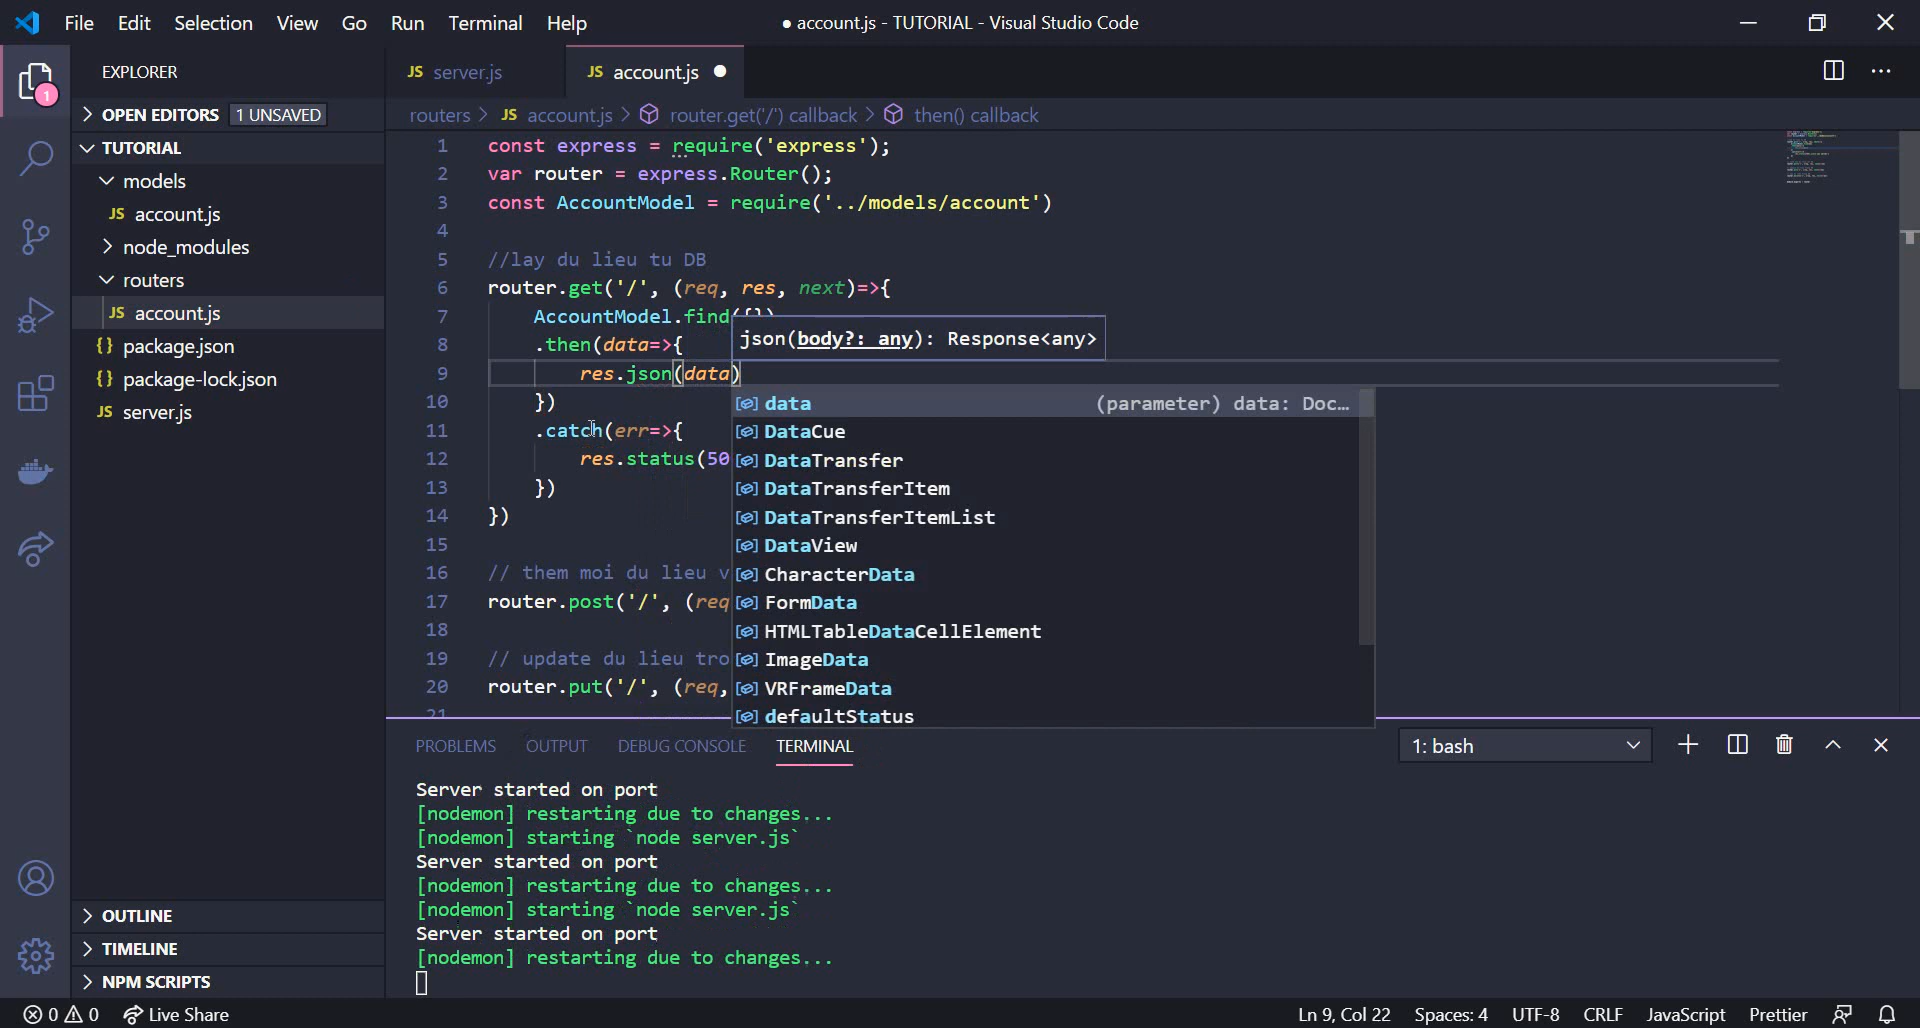 File Edit Selection View Go Run Terminal Help ● account.js - TUTORIAL - Visual Studio Code
EXPLORER
1
OPEN EDITORS 1 UNSAVED
TUTORIAL
models
JS account.js
node_modules
routers
JS account.js
{} package.json
{} package-lock.json
JS server.js
OUTLINE
TIMELINE
NPM SCRIPTS
JS server.js JS account.js ●
routers > JS account.js > router.get('/') callback > then() callback
1 const express = require('express');
2 var router = express.Router();
3 const AccountModel = require('../models/account')
4
5 //lay du lieu tu DB
6 router.get('/', (req, res, next)=>{
7 AccountModel.find({})
json(body?: any): Response<any>
8 .then(data=>{
9 res.json(data)
10 })
11 .catch(err=>{
12 res.status(50
13 })
14 })
15
16 // them moi du lieu v
17 router.post('/', (req
18
19 // update du lieu tro
20 router.put('/', (req,
21
data (parameter) data: Doc...
DataCue
DataTransfer
DataTransferItem
DataTransferItemList
DataView
CharacterData
FormData
HTMLTableDataCellElement
ImageData
VRFrameData
defaultStatus
PROBLEMS OUTPUT DEBUG CONSOLE TERMINAL 1: bash
Server started on port
[nodemon] restarting due to changes...
[nodemon] starting `node server.js`
Server started on port
[nodemon] restarting due to changes...
[nodemon] starting `node server.js`
Server started on port
[nodemon] restarting due to changes...
0 0 Live Share Ln 9, Col 22 Spaces: 4 UTF-8 CRLF JavaScript Prettier